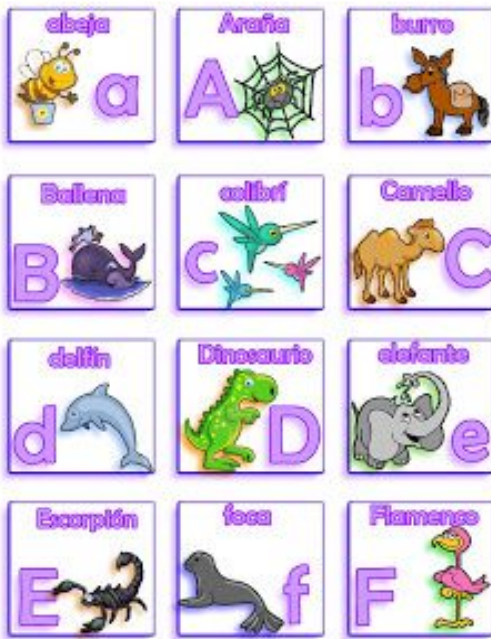 abeja
a
Araña
A
burro
b
Ballena
B
colibrí
c
Camello
C
delfín
d
Dinosaurio
D
elefante
e
Escorpión
E
foca
f
Flamenco
F